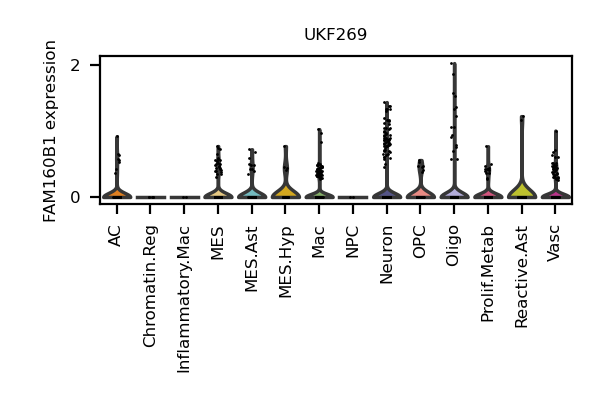 UKF269
FAM160B1 expression
2
0
AC
Chromatin.Reg
Inflammatory.Mac
MES
MES.Ast
MES.Hyp
Mac
NPC
Neuron
OPC
Oligo
Prolif.Metab
Reactive.Ast
Vasc